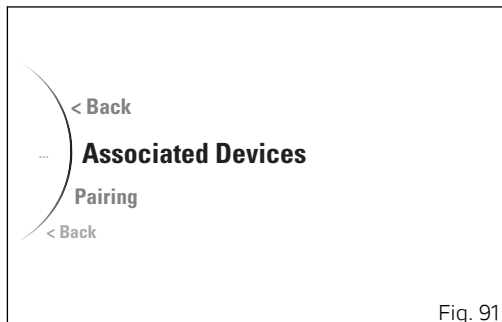 < Back
...
Associated Devices
Pairing
< Back
Fig. 91